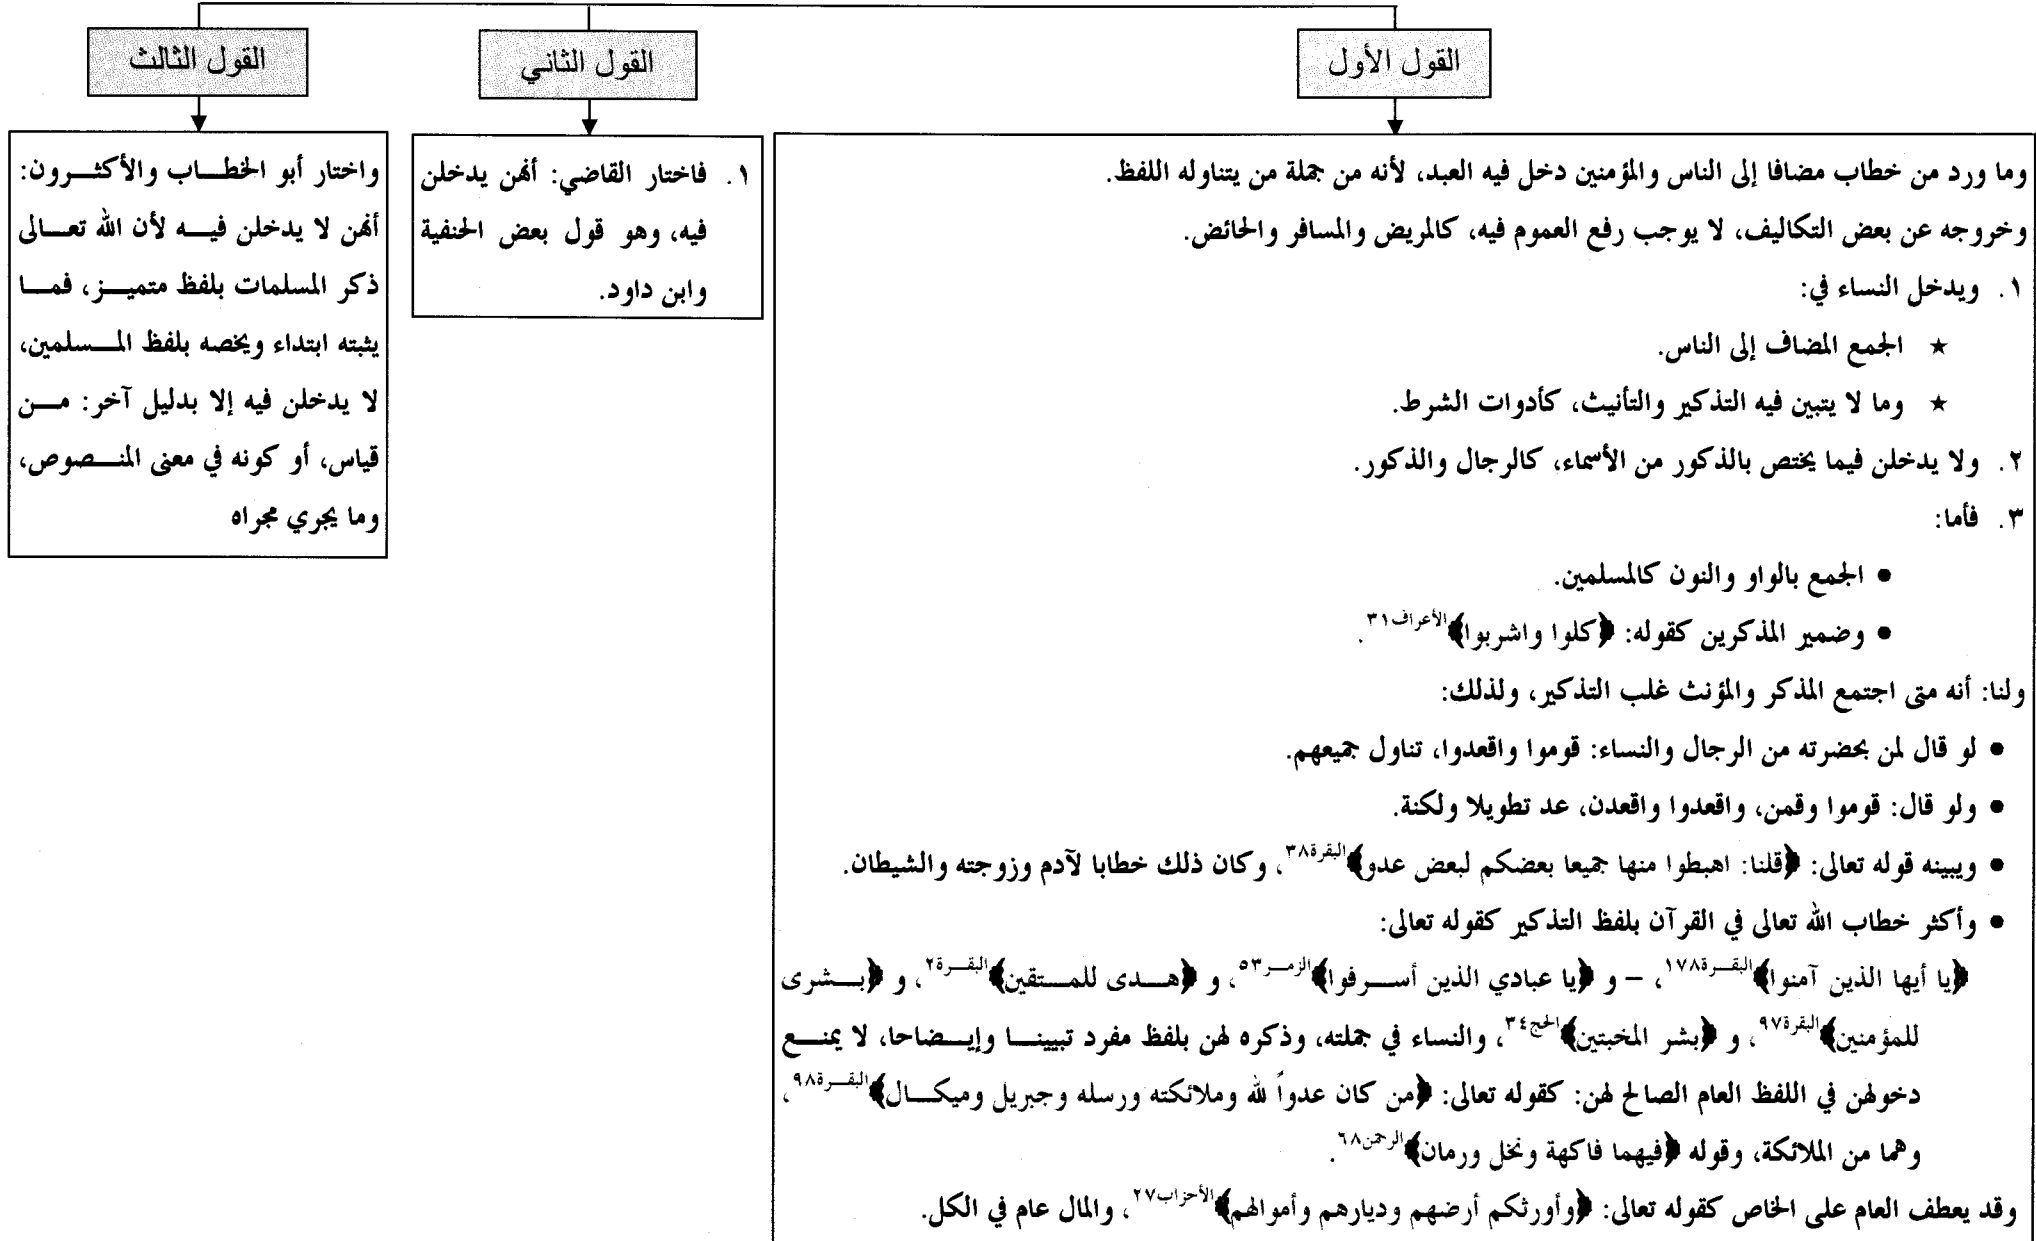 القول الأول
وما ورد من خطاب مضافا إلى الناس والمؤمنين دخل فيه العبد، لأنه من جملة من يتناوله اللفظ.
وخروجه عن بعض التكاليف، لا يوجب رفع العموم فيه، كالمريض والمسافر والحائض.
١. ويدخل النساء في:
★ الجمع المضاف إلى الناس.
★ وما لا يتبين فيه التذكير والتأنيث، كأدوات الشرط.
٢. ولا يدخلن فيما يختص بالذكور من الأسماء، كالرجال والذكور.
٣. فأما:
● الجمع بالواو والنون كالمسلمين.
● وضمير المذكرين كقوله: ﴿كلوا واشربوا﴾الأعراف٣١.
ولنا: أنه متى اجتمع المذكر والمؤنث غلب التذكير، ولذلك:
● لو قال لمن بحضرته من الرجال والنساء: قوموا واقعدوا، تناول جميعهم.
● ولو قال: قوموا وقمن، واقعدوا واقعدن، عد تطويلا ولكنة.
● ويبينه قوله تعالى: ﴿قلنا: اهبطوا منها جميعا بعضكم لبعض عدو﴾البقرة٣٨، وكان ذلك خطابا لآدم وزوجته والشيطان.
● وأكثر خطاب الله تعالى في القرآن بلفظ التذكير كقوله تعالى:
﴿يا أيها الذين آمنوا﴾البقرة١٧٨، – و ﴿يا عبادي الذين أسرفوا﴾الزمر٥٣، و ﴿هدى للمتقين﴾البقرة٢، و ﴿بشرى
للمؤمنين﴾البقرة٩٧، و ﴿بشر المخبتين﴾الحج٣٤، والنساء في جملته، وذكره لهن بلفظ مفرد تبيينا وإيضاحا، لا يمنع
دخولهن في اللفظ العام الصالح لهن: كقوله تعالى: ﴿من كان عدواً لله وملائكته ورسله وجبريل وميكال﴾البقرة٩٨،
وهما من الملائكة، وقوله ﴿فيهما فاكهة ونخل ورمان﴾الرحمن٦٨.
وقد يعطف العام على الخاص كقوله تعالى: ﴿وأورثكم أرضهم وديارهم وأموالهم﴾الأحزاب٢٧، والمال عام في الكل.
القول الثاني
١. فاختار القاضي: أنهن يدخلن
فيه، وهو قول بعض الحنفية
وابن داود.
القول الثالث
واختار أبو الخطاب والأكثرون:
أنهن لا يدخلن فيه لأن الله تعالى
ذكر المسلمات بلفظ متميز، فما
يثبته ابتداء ويخصه بلفظ المسلمين،
لا يدخلن فيه إلا بدليل آخر: من
قياس، أو كونه في معنى المنصوص،
وما يجري مجراه